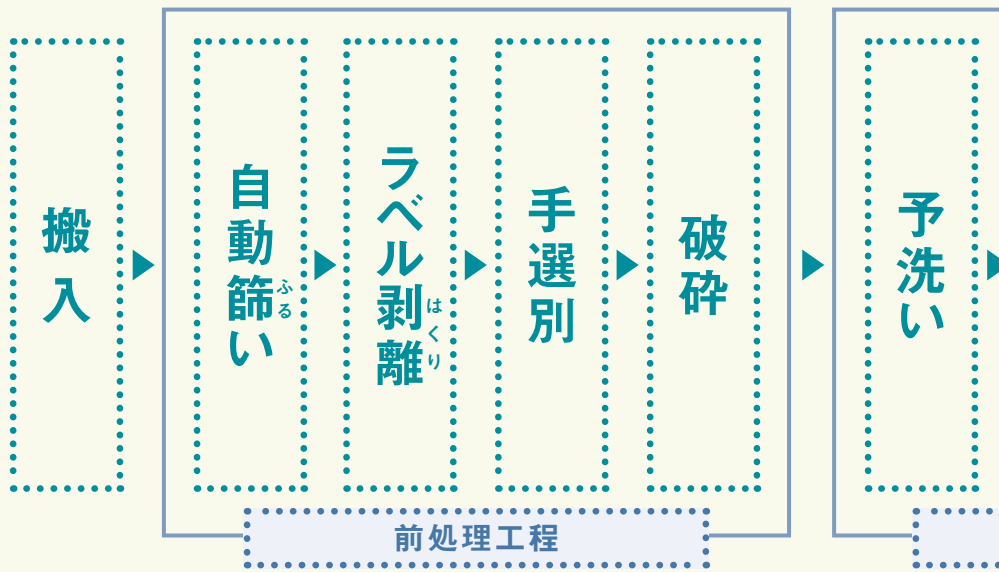 搬入
自動篩い
ふる
ラベル剥離
はくり
手選別
破砕
前処理工程
予洗い